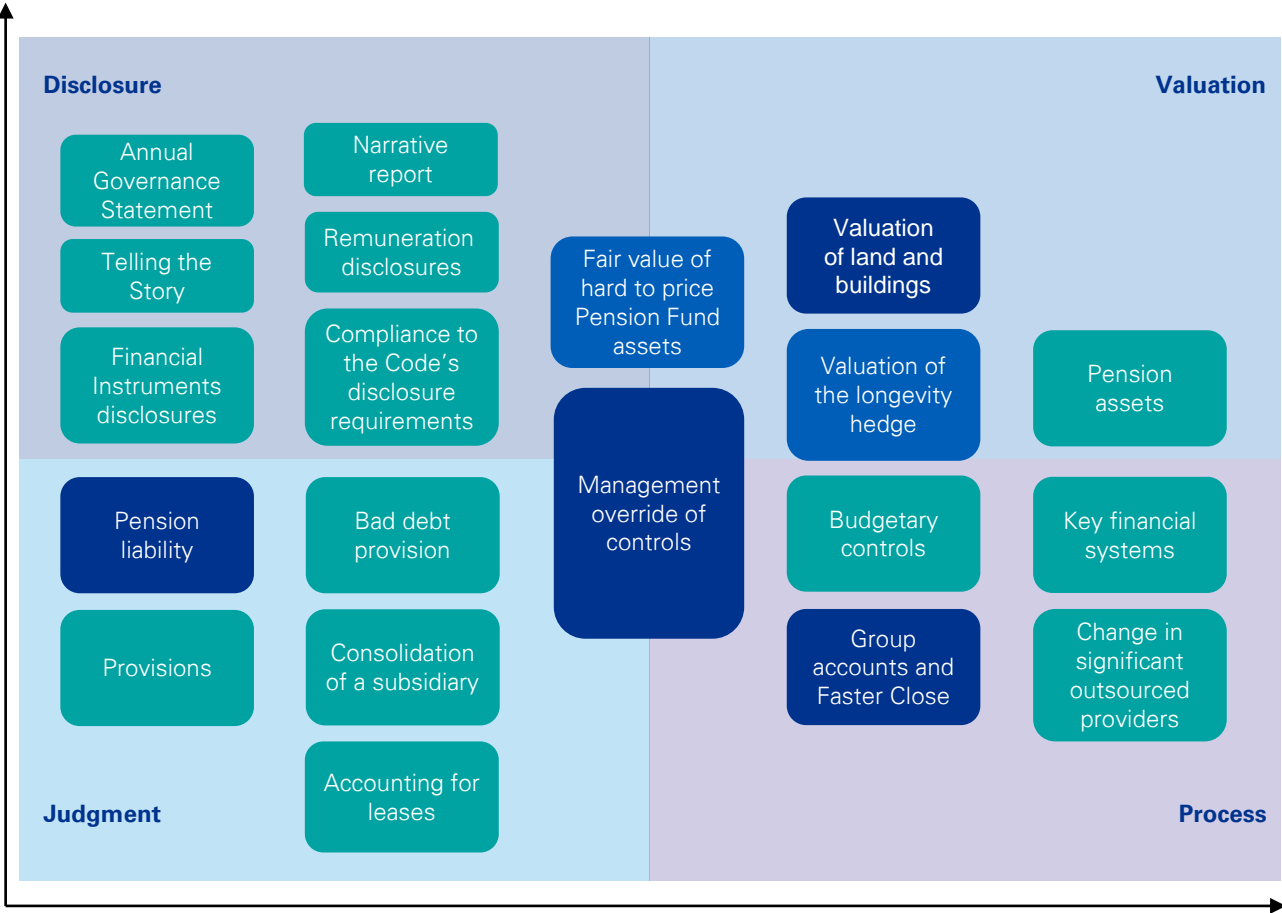 Disclosure
Valuation
Annual
Governance
Statement
Narrative
report
Telling the
Story
Remuneration
disclosures
Financial
Instruments
disclosures
Compliance to
the Code’s
disclosure
requirements
Fair value of
hard to price
Pension Fund
assets
Valuation
of land and
buildings
Valuation of
the longevity
hedge
Pension
assets
Management
override of
controls
Pension
liability
Bad debt
provision
Provisions
Consolidation
of a subsidiary
Accounting for
leases
Budgetary
controls
Key financial
systems
Group
accounts and
Faster Close
Change in
significant
outsourced
providers
Judgment
Process